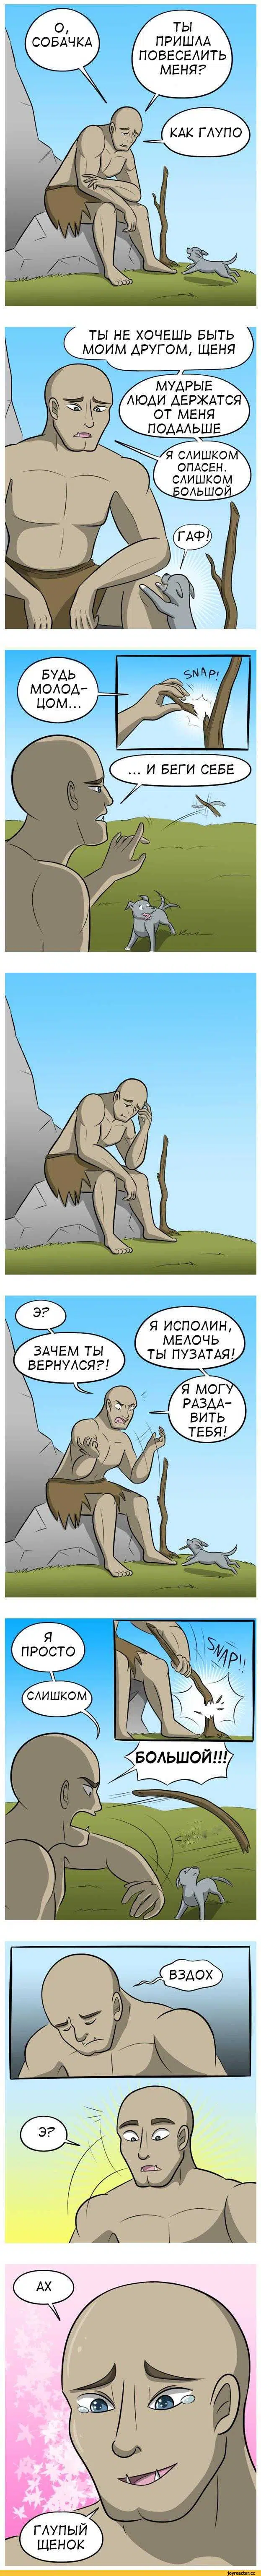 О,
СОБАЧКА
ТЫ
ПРИШЛА
ПОВЕСЕЛИТЬ
МЕНЯ?
КАК ГЛУПО
ТЫ НЕ ХОЧЕШЬ БЫТЬ
МОИМ ДРУГОМ, ЩЕНЯ
МУДРЫЕ
ЛЮДИ ДЕРЖАТСЯ
ОТ МЕНЯ
ПОДАЛЬШЕ
Я СЛИШКОМ
ОПАСЕН.
СЛИШКОМ
БОЛЬШОЙ
ГАФ!
БУДЬ
МОЛОД-
ЦОМ...
SNAP!
... И БЕГИ СЕБЕ
Э?
ЗАЧЕМ ТЫ
ВЕРНУЛСЯ?!
Я ИСПОЛИН,
МЕЛОЧЬ
ТЫ ПУЗАТАЯ!
Я МОГУ
РАЗДА-
ВИТЬ
ТЕБЯ!
Я
ПРОСТО
СЛИШКОМ
SNAP!!
БОЛЬШОЙ!!!
ВЗДОХ
Э?
АХ
ГЛУПЫЙ
ЩЕНОК
joyreactor.cc